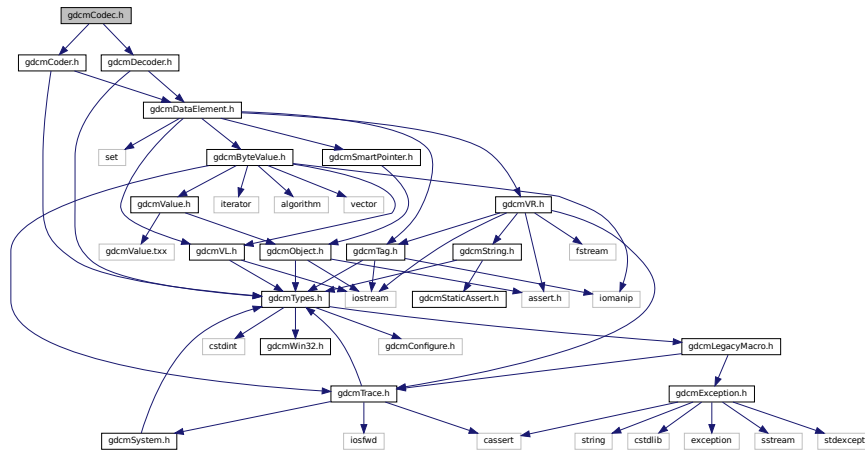 gdcmCodec.h
gdcmCoder.h
gdcmDecoder.h
gdcmDataElement.h
set
gdcmByteValue.h
gdcmSmartPointer.h
gdcmValue.h
iterator
algorithm
vector
gdcmVR.h
gdcmValue.txx
gdcmVL.h
gdcmObject.h
gdcmTag.h
gdcmString.h
fstream
gdcmTypes.h
iostream
gdcmStaticAssert.h
assert.h
iomanip
cstdint
gdcmWin32.h
gdcmConfigure.h
gdcmLegacyMacro.h
gdcmTrace.h
gdcmException.h
gdcmSystem.h
iosfwd
cassert
string
cstdlib
exception
sstream
stdexcept